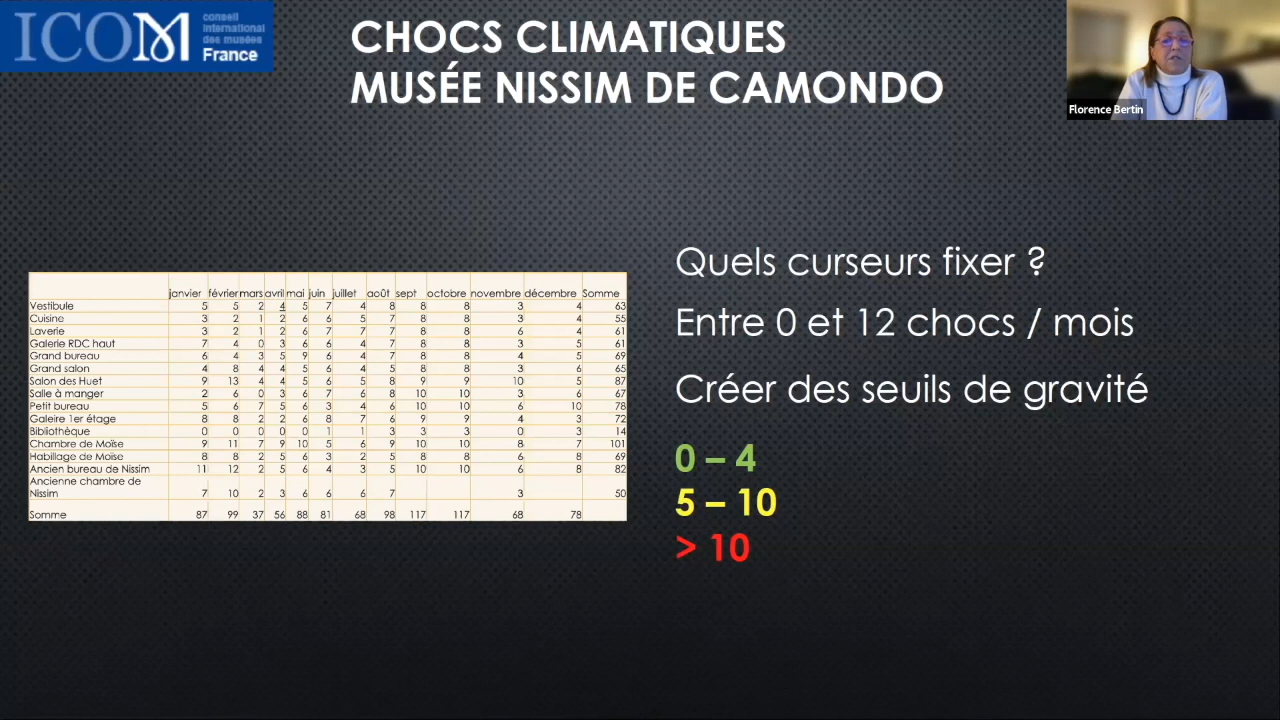 ICOM
conseil
international
des musées
France
CHOCS CLIMATIQUES
MUSÉE NISSIM DE CAMONDO
Florence Bertin
Quels curseurs fixer ?
Entre 0 et 12 chocs / mois
Créer des seuils de gravité
0 – 4
5 – 10
> 10
janvier février mars avril mai juin juillet août sept octobre novembre décembre Somme
Vestibule 5 5 2 4 5 7 4 8 8 8 3 4 63
Cuisine 3 2 1 2 6 6 5 7 8 8 3 4 55
Laverie 3 2 1 2 6 7 7 7 8 8 6 4 61
Galerie RDC haut 7 4 0 3 6 6 4 7 8 8 3 5 61
Grand bureau 6 4 3 5 9 6 4 7 8 8 4 5 69
Grand salon 4 8 4 4 5 6 4 5 8 8 3 6 65
Salon des Huet 9 13 4 4 5 6 5 8 9 9 10 5 87
Salle à manger 2 6 0 3 6 7 6 8 10 10 3 6 67
Petit bureau 5 6 7 5 6 3 4 6 10 10 6 10 78
Galeire 1er étage 8 8 2 2 6 8 7 6 9 9 4 3 72
Bibliothèque 0 0 0 0 0 1 1 3 3 3 0 3 14
Chambre de Moïse 9 11 7 9 10 5 6 9 10 10 8 7 101
Habillage de Moïse 8 8 2 5 6 3 2 5 8 8 6 8 69
Ancien bureau de Nissim 11 12 2 5 6 4 3 5 10 10 6 8 82
Ancienne chambre de
Nissim 7 10 2 3 6 6 6 7 3 50
Somme 87 99 37 56 88 81 68 98 117 117 68 78